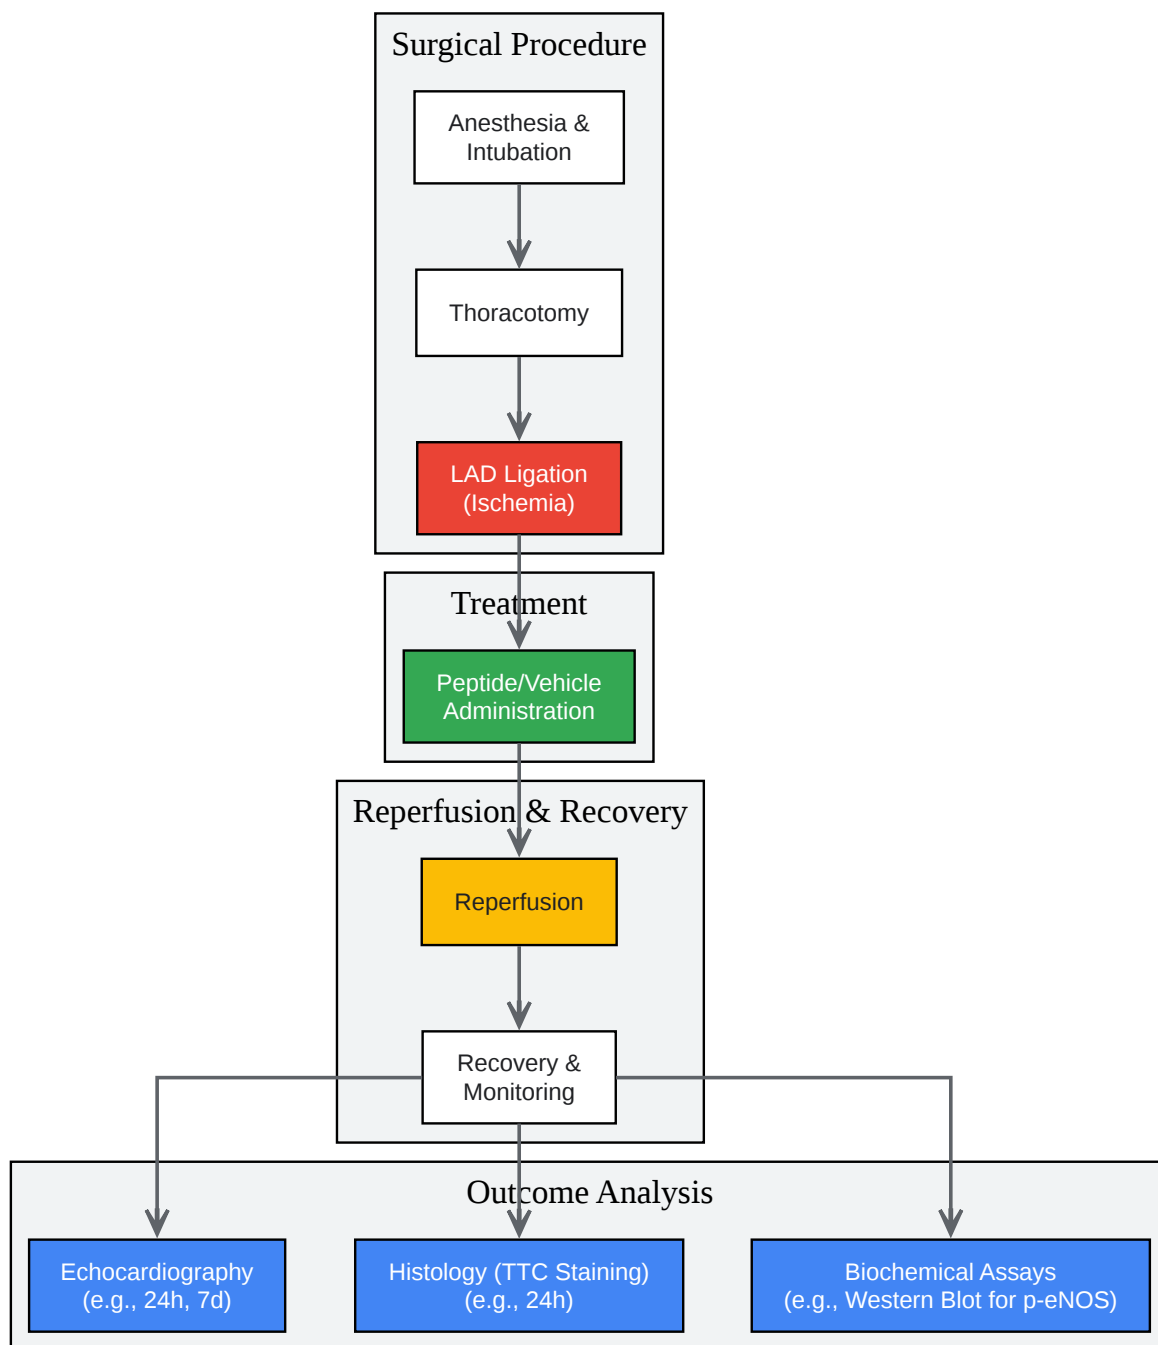 Surgical Procedure
Anesthesia &
Intubation
Thoracotomy
LAD Ligation
(Ischemia)
Treatment
Peptide/Vehicle
Administration
Reperfusion & Recovery
Reperfusion
Recovery &
Monitoring
Outcome Analysis
Echocardiography
(e.g., 24h, 7d)
Histology (TTC Staining)
(e.g., 24h)
Biochemical Assays
(e.g., Western Blot for p-eNOS)